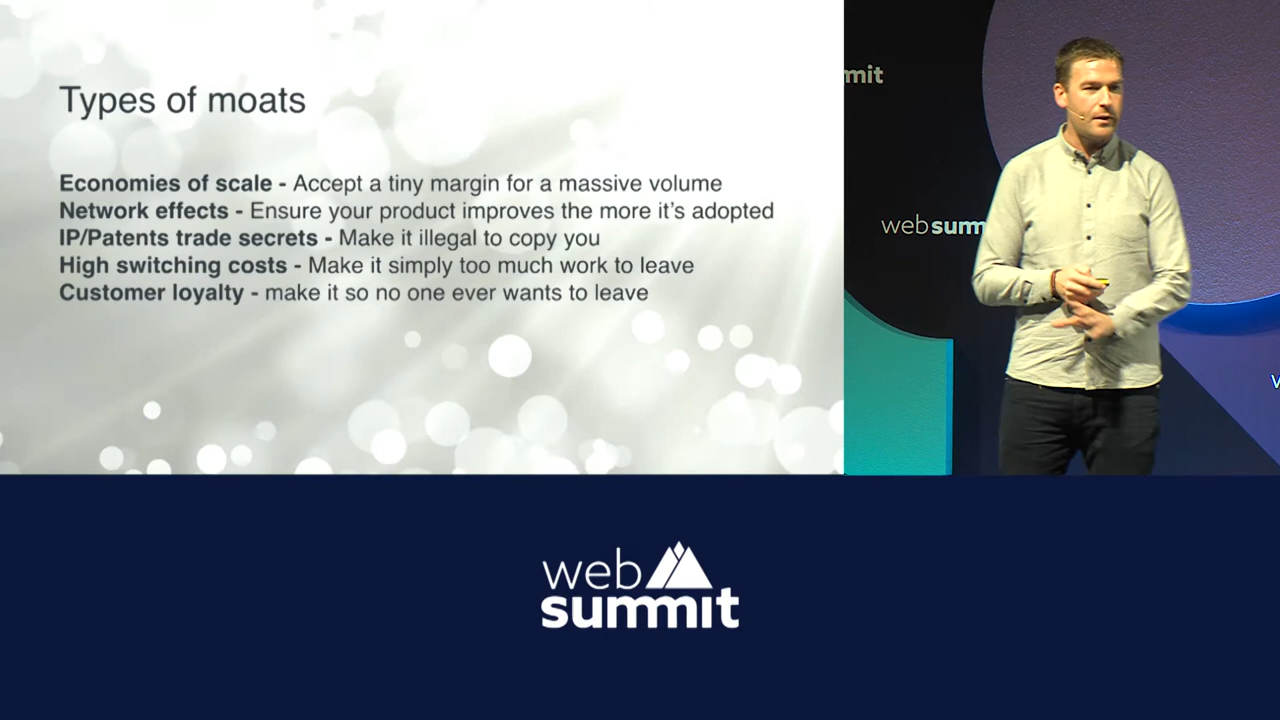 Types of moats
Economies of scale - Accept a tiny margin for a massive volume
Network effects - Ensure your product improves the more it's adopted
IP/Patents trade secrets - Make it illegal to copy you
High switching costs - Make it simply too much work to leave
Customer loyalty - make it so no one ever wants to leave
mit
websumm
web
summit